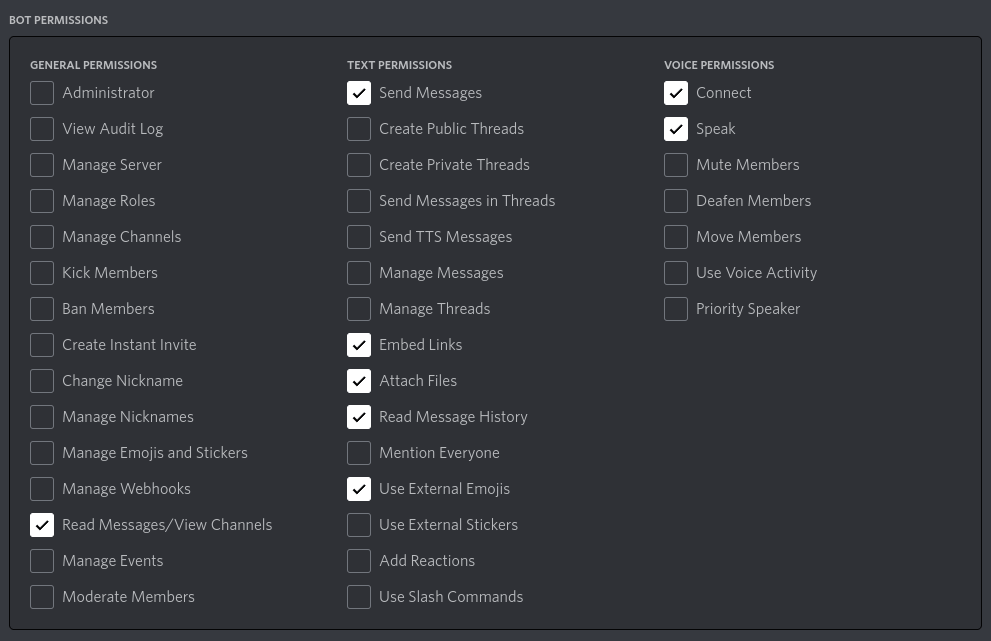 BOT PERMISSIONS
GENERAL PERMISSIONS
Administrator
View Audit Log
Manage Server
Manage Roles
Manage Channels
Kick Members
Ban Members
Create Instant Invite
Change Nickname
Manage Nicknames
Manage Emojis and Stickers
Manage Webhooks
Read Messages/View Channels
Manage Events
Moderate Members
TEXT PERMISSIONS
Send Messages
Create Public Threads
Create Private Threads
Send Messages in Threads
Send TTS Messages
Manage Messages
Manage Threads
Embed Links
Attach Files
Read Message History
Mention Everyone
Use External Emojis
Use External Stickers
Add Reactions
Use Slash Commands
VOICE PERMISSIONS
Connect
Speak
Mute Members
Deafen Members
Move Members
Use Voice Activity
Priority Speaker